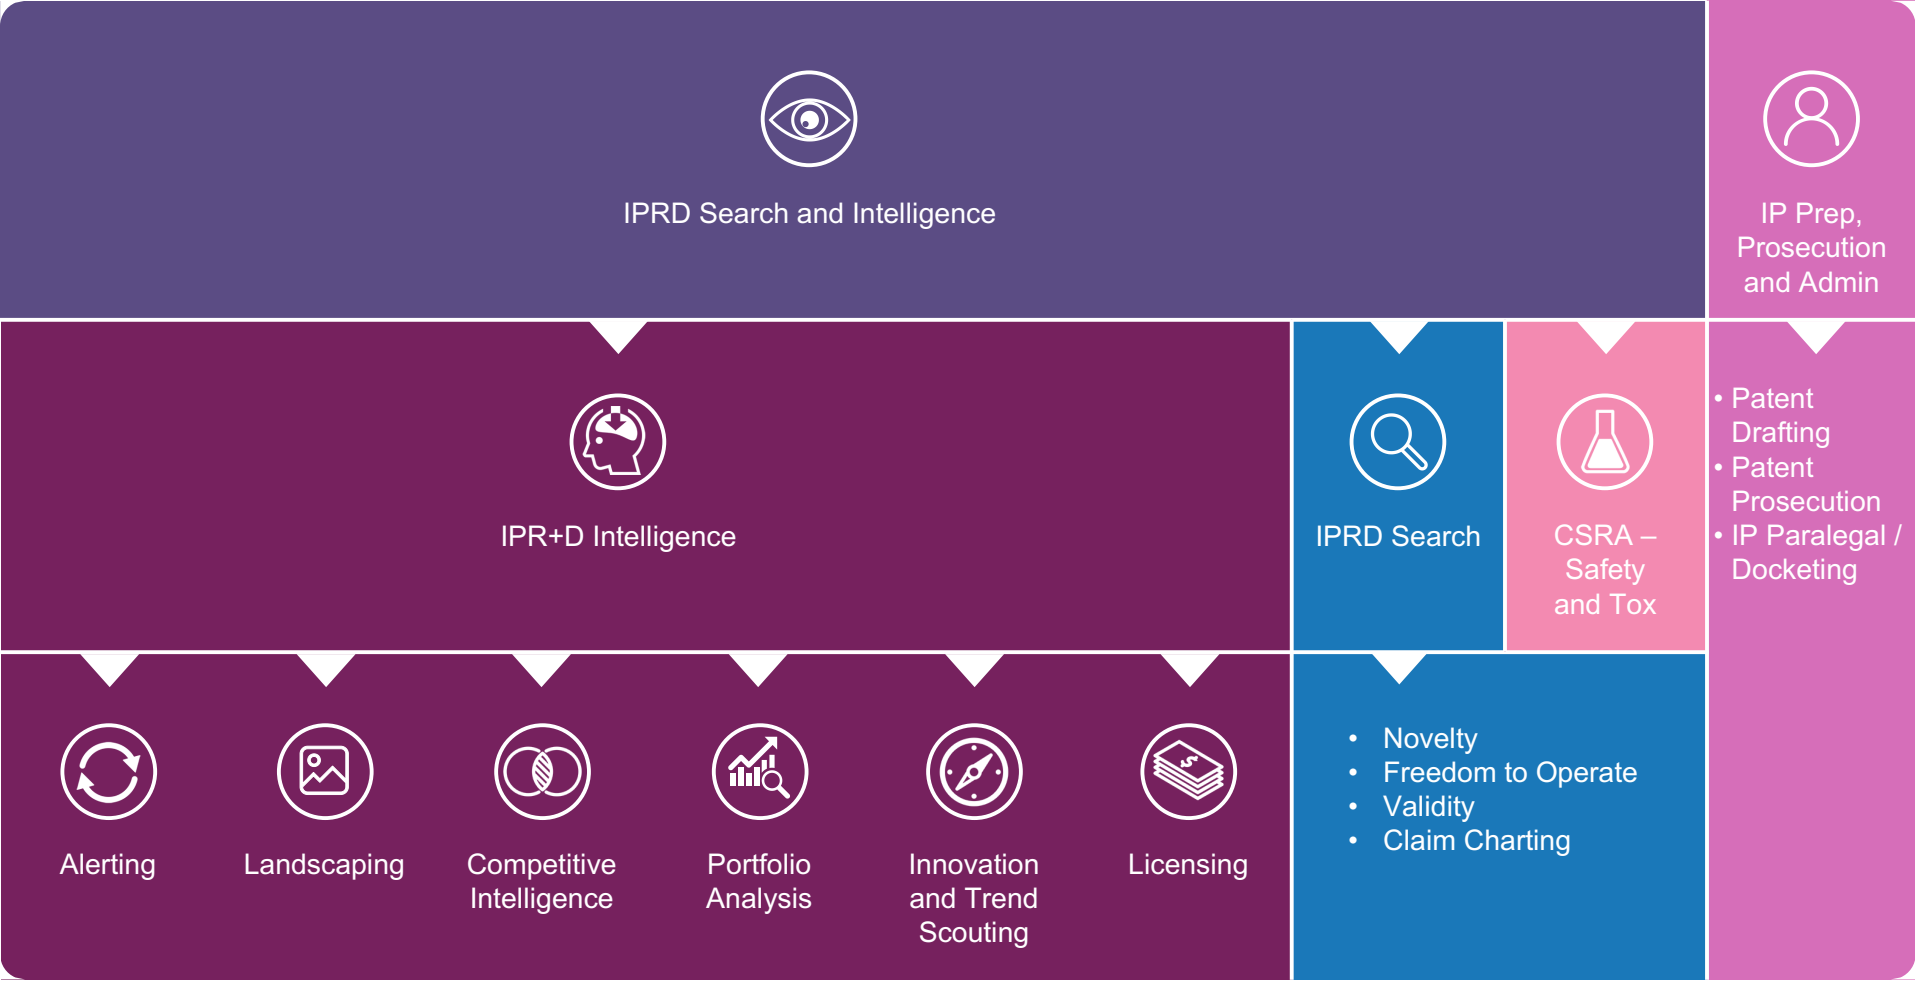 IPRD Search and Intelligence
IP Prep,
Prosecution
and Admin
IPR+D Intelligence
IPRD Search
CSRA –
Safety
and Tox
• Patent
Drafting
• Patent
Prosecution
• IP Paralegal /
Docketing
Alerting
Landscaping
Competitive
Intelligence
Portfolio
Analysis
Innovation
and Trend
Scouting
Licensing
• Novelty
• Freedom to Operate
• Validity
• Claim Charting